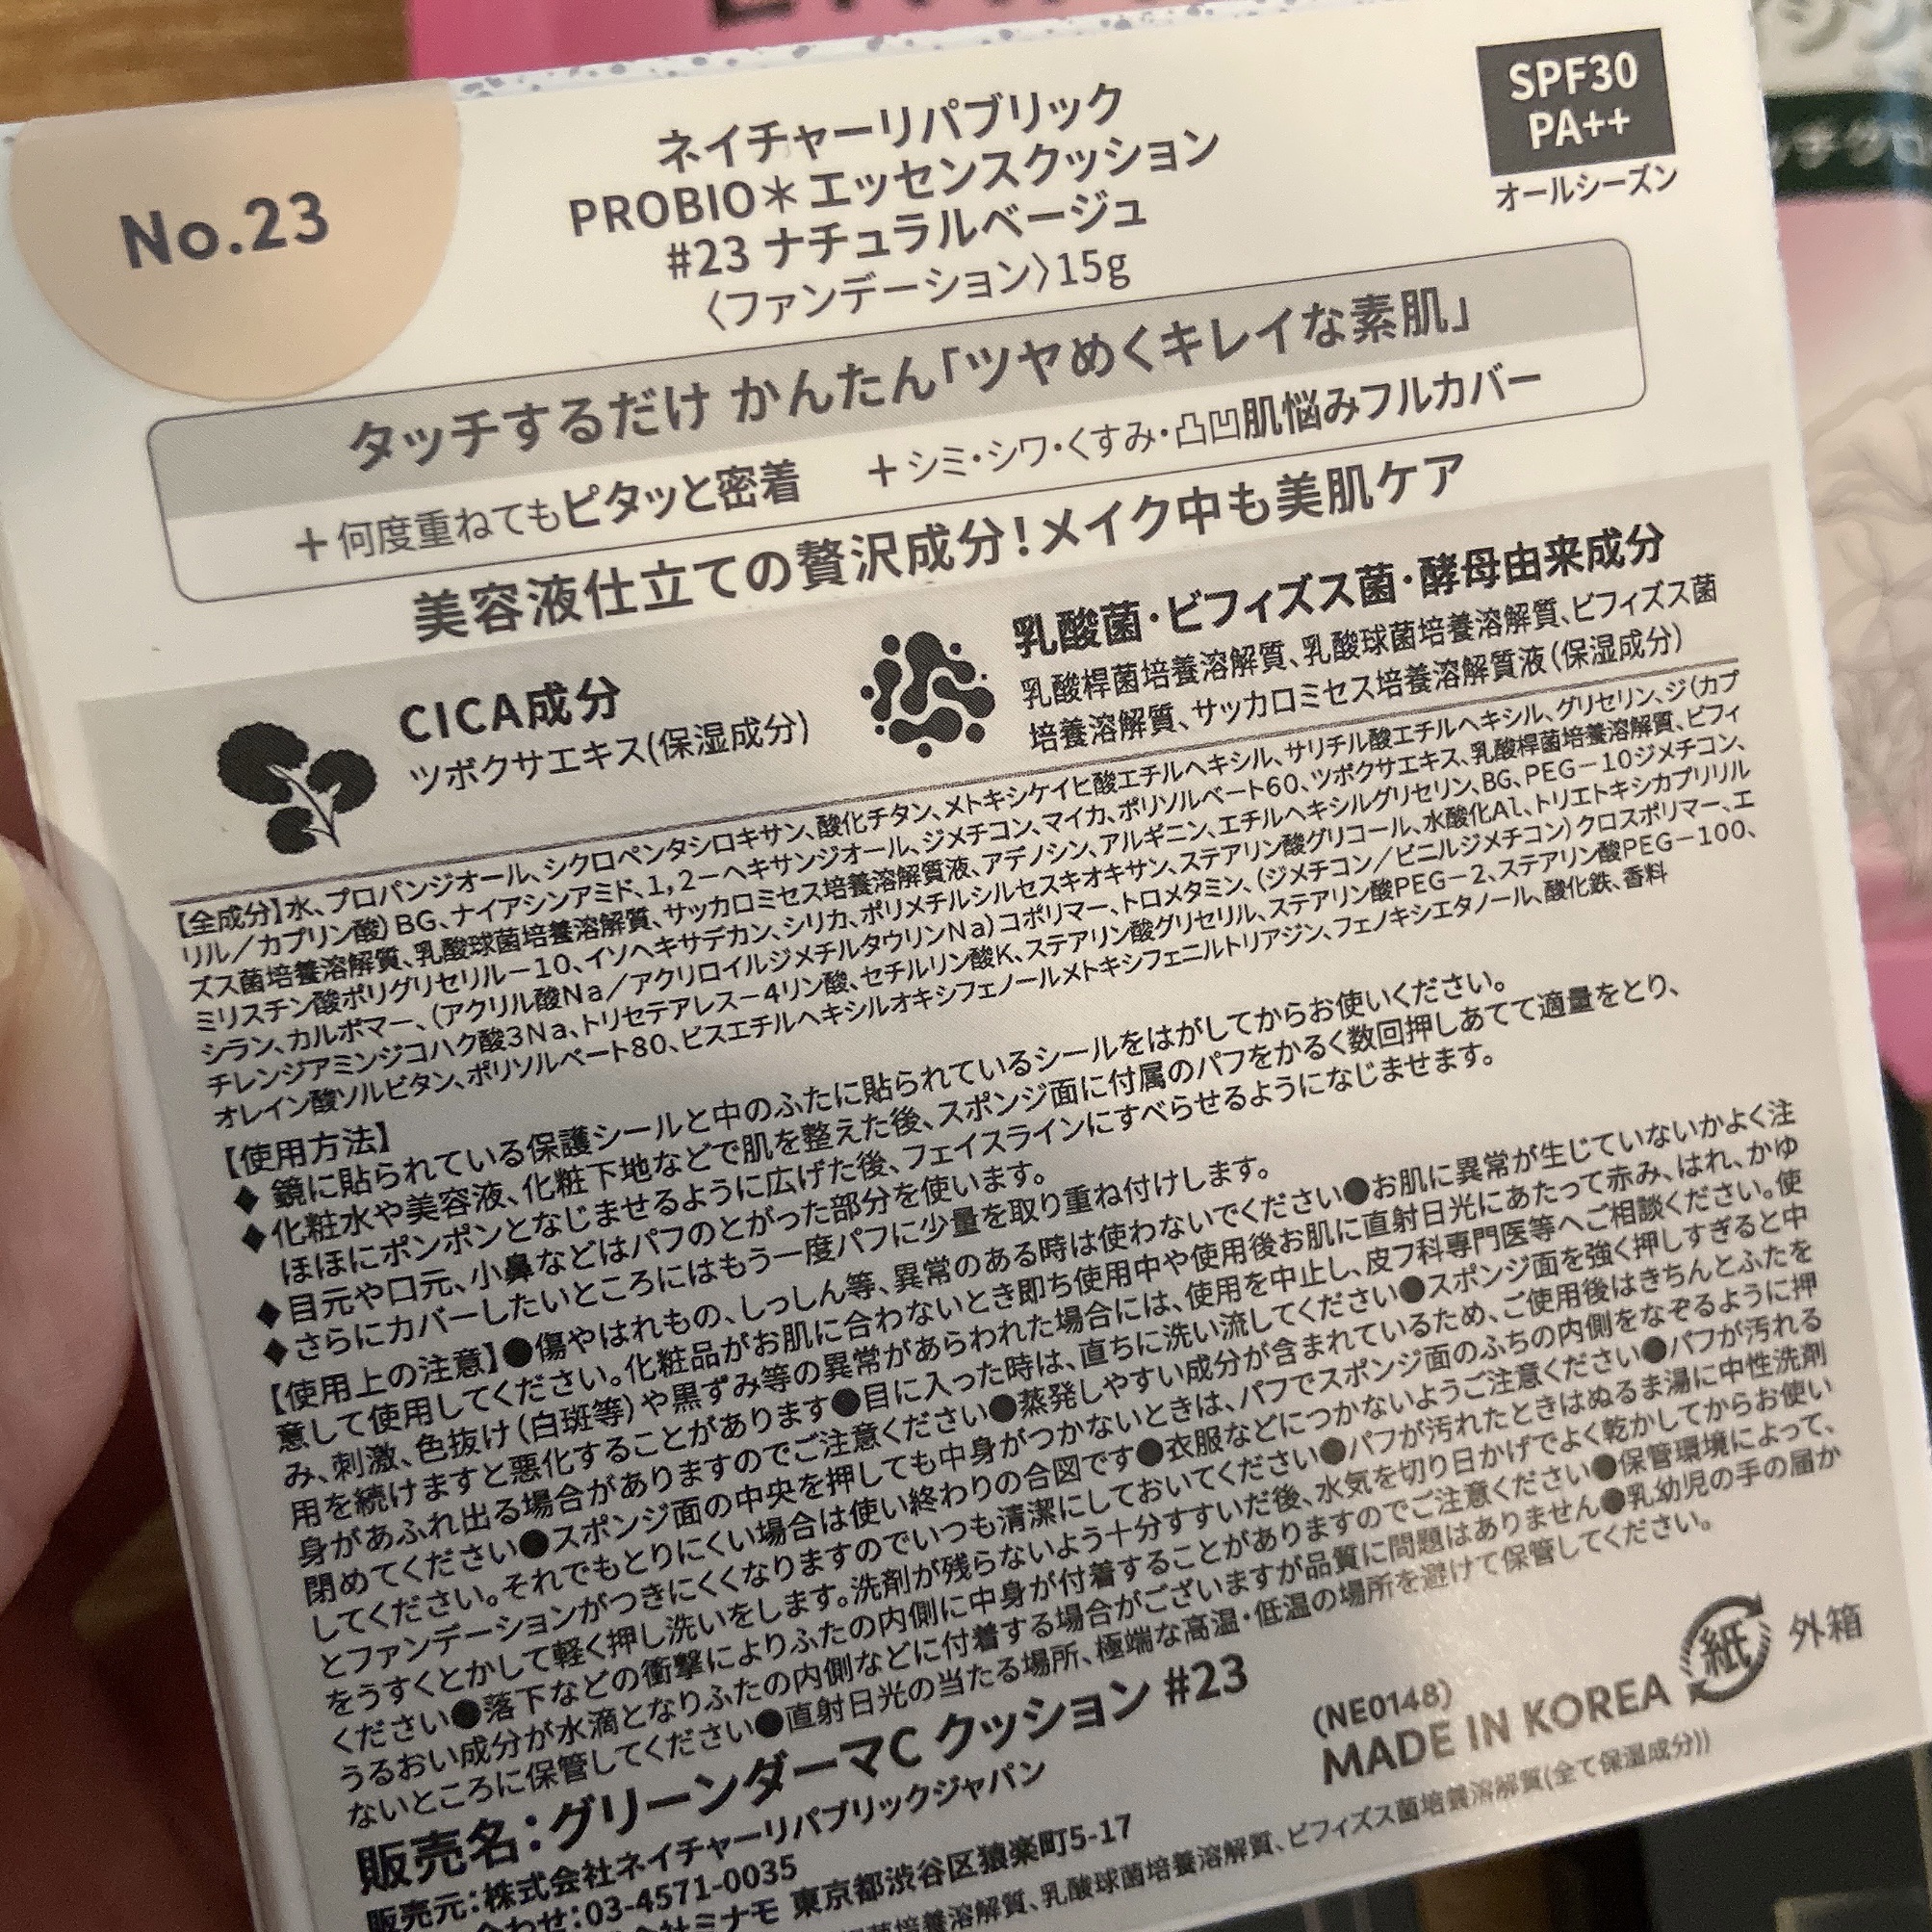 No.23
ネイチャーリパブリック
PROBIO＊エッセンスクッション
#23 ナチュラルベージュ
〈ファンデーション〉15g
SPF30
PA++
オールシーズン
タッチするだけ かんたん「ツヤめくキレイな素肌」
＋何度重ねてもピタッと密着 ＋シミ・シワ・くすみ・凸凹肌悩みフルカバー
美容液仕立ての贅沢成分！メイク中も美肌ケア
CICA成分
ツボクサエキス(保湿成分)
乳酸菌・ビフィズス菌・酵母由来成分
乳酸桿菌培養溶解質、乳酸球菌培養溶解質、ビフィズス菌
培養溶解質、サッカロミセス培養溶解質液(保湿成分)
【全成分】水、プロパンジオール、シクロペンタシロキサン、酸化チタン、メトキシケイヒ酸エチルヘキシル、サリチル酸エチルヘキシル、グリセリン、ジ(カプ
リル／カプリン酸)BG、ナイアシンアミド、1,2－ヘキサンジオール、ジメチコン、マイカ、ポリソルベート60、ツボクサエキス、乳酸桿菌培養溶解質、ビフィ
ズス菌培養溶解質、乳酸球菌培養溶解質、サッカロミセス培養溶解質液、アデノシン、アルギニン、エチルヘキシルグリセリン、BG、PEG－10ジメチコン、
ミリスチン酸ポリグリセリル－10、イソヘキサデカン、シリカ、ポリメチルシルセスキオキサン、ステアリン酸グリコール、水酸化Al、トリエトキシカプリリル
シラン、カルボマー、(アクリル酸Na／アクリロイルジメチルタウリンNa)コポリマー、トロメタミン、(ジメチコン／ビニルジメチコン)クロスポリマー、エ
チレンジアミンジコハク酸3Na、トリセテアレス－4リン酸、セチルリン酸K、ステアリン酸グリセリル、ステアリン酸PEG－2、ステアリン酸PEG－100、
オレイン酸ソルビタン、ポリソルベート80、ビスエチルヘキシルオキシフェノールメトキシフェニルトリアジン、フェノキシエタノール、酸化鉄、香料
【使用方法】
◆ 鏡に貼られている保護シールと中のふたに貼られているシールをはがしてからお使いください。
◆化粧水や美容液、化粧下地などで肌を整えた後、スポンジ面に付属のパフをかるく数回押しあてて適量をとり、
ほほにポンポンとなじませるように広げた後、フェイスラインにすべらせるようになじませます。
◆目元や口元、小鼻などはパフのとがった部分を使います。
◆さらにカバーしたいところにはもう一度パフに少量を取り重ね付けします。
【使用上の注意】●傷やはれもの、しっしん等、異常のある時は使わないでください●お肌に異常が生じていないかよく注
意して使用してください。化粧品がお肌に合わないとき即ち使用中や使用後お肌に直射日光にあたって赤み、はれ、かゆ
み、刺激、色抜け(白斑等)や黒ずみ等の異常があらわれた場合には、使用を中止し、皮フ科専門医等へご相談ください。使
用を続けますと悪化することがあります●目に入った時は、直ちに洗い流してください●スポンジ面を強く押しすぎると中
身があふれ出る場合がありますのでご注意ください●蒸発しやすい成分が含まれているため、ご使用後はきちんとふたを
閉めてください●スポンジ面の中央を押しても中身がつかないときは、パフでスポンジ面のふちの内側をなぞるように押
してください。それでもとりにくい場合は使い終わりの合図です●衣服などにつかないようご注意ください●パフが汚れる
とファンデーションがつきにくくなりますのでいつも清潔にしておいてください●パフが汚れたときはぬるま湯に中性洗剤
をうすくとかして軽く押し洗いをします。洗剤が残らないよう十分すすいだ後、水気を切り日かげでよく乾かしてからお使い
ください●落下などの衝撃によりふたの内側に中身が付着することがありますのでご注意ください●保管環境によって、
うるおい成分が水滴となりふたの内側などに付着する場合がございますが品質に問題はありません●乳幼児の手の届か
ないところに保管してください●直射日光の当たる場所、極端な高温・低温の場所を避けて保管してください。
販売名：グリーンダーマC クッション #23
販売元：株式会社ネイチャーリパブリックジャパン
合わせ：03-4571-0035
社ミナモ 東京都渋谷区猿楽町5-17
(NE0148)
MADE IN KOREA
紙
外箱
菌培養溶解質、乳酸球菌培養溶解質、ビフィズス菌培養溶解質(全て保湿成分))